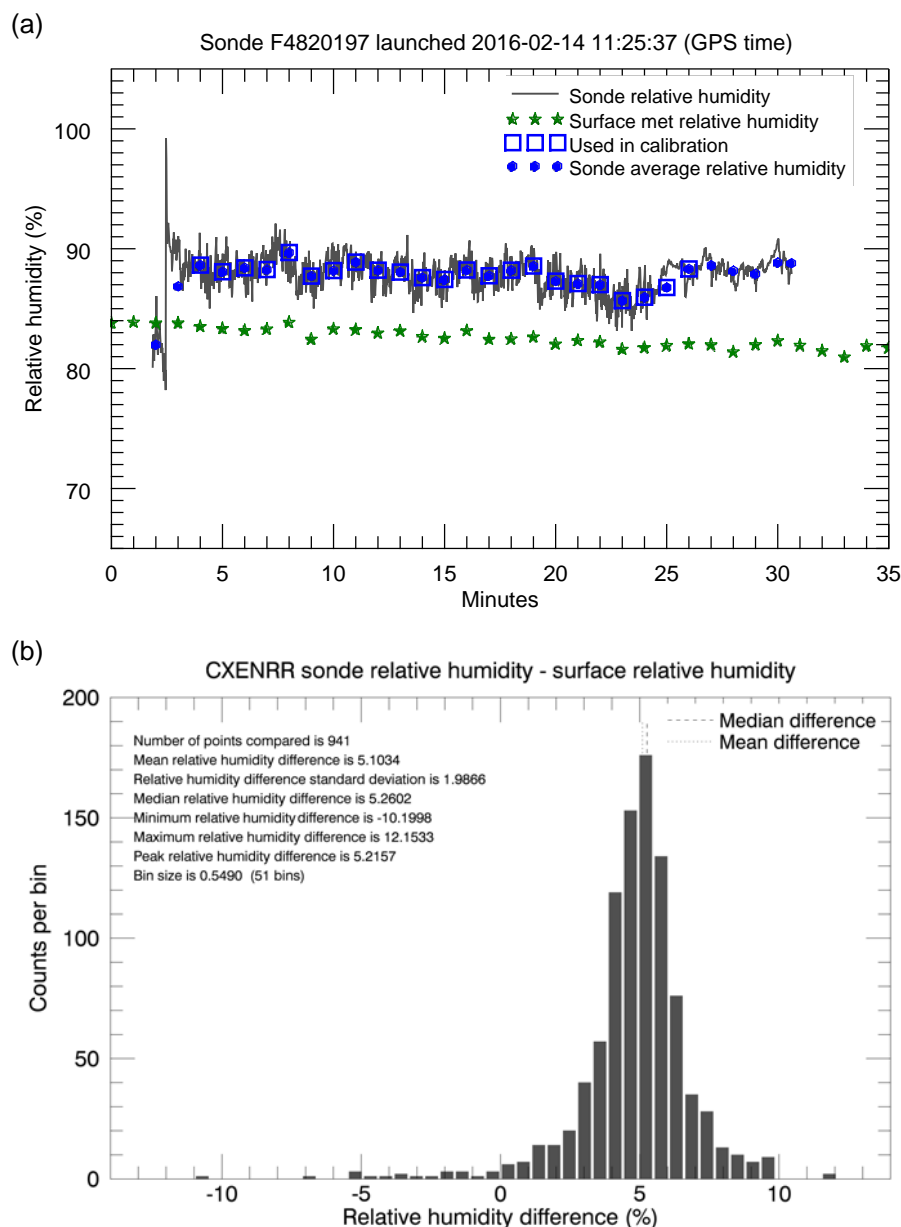 (a)
Sonde F4820197 launched 2016-02-14 11:25:37 (GPS time)
Sonde relative humidity
Surface met relative humidity
Used in calibration
Sonde average relative humidity
100
90
80
70
Relative humidity (%)
0 5 10 15 20 25 30 35
Minutes
(b)
CXENRR sonde relative humidity - surface relative humidity
200
150
100
50
0
Counts per bin
Median difference
Mean difference
Number of points compared is 941
Mean relative humidity difference is 5.1034
Relative humidity difference standard deviation is 1.9866
Median relative humidity difference is 5.2602
Minimum relative humidity difference is -10.1998
Maximum relative humidity difference is 12.1533
Peak relative humidity difference is 5.2157
Bin size is 0.5490 (51 bins)
-10 -5 0 5 10
Relative humidity difference (%)